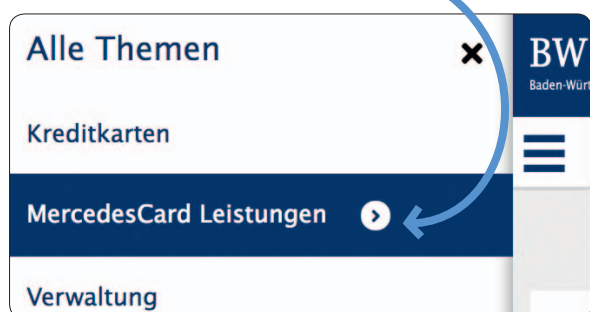 Alle Themen
BW
Baden-Würt
Kreditkarten
MercedesCard Leistungen
Verwaltung